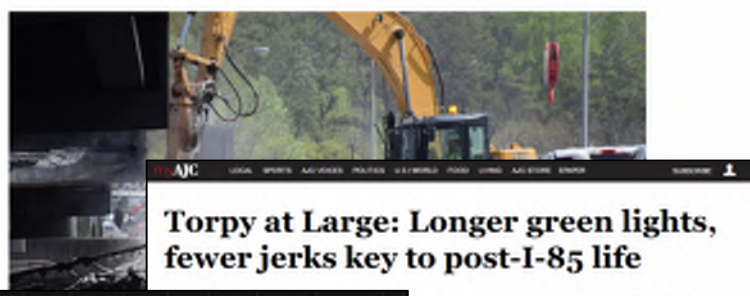 myAJC LOCAL SPORTS AJC VOICES POLITICS U.S./WORLD FOOD LIVING AJC STORE EPAPER SUBSCRIBE
Torpy at Large: Longer green lights,
fewer jerks key to post-I-85 life